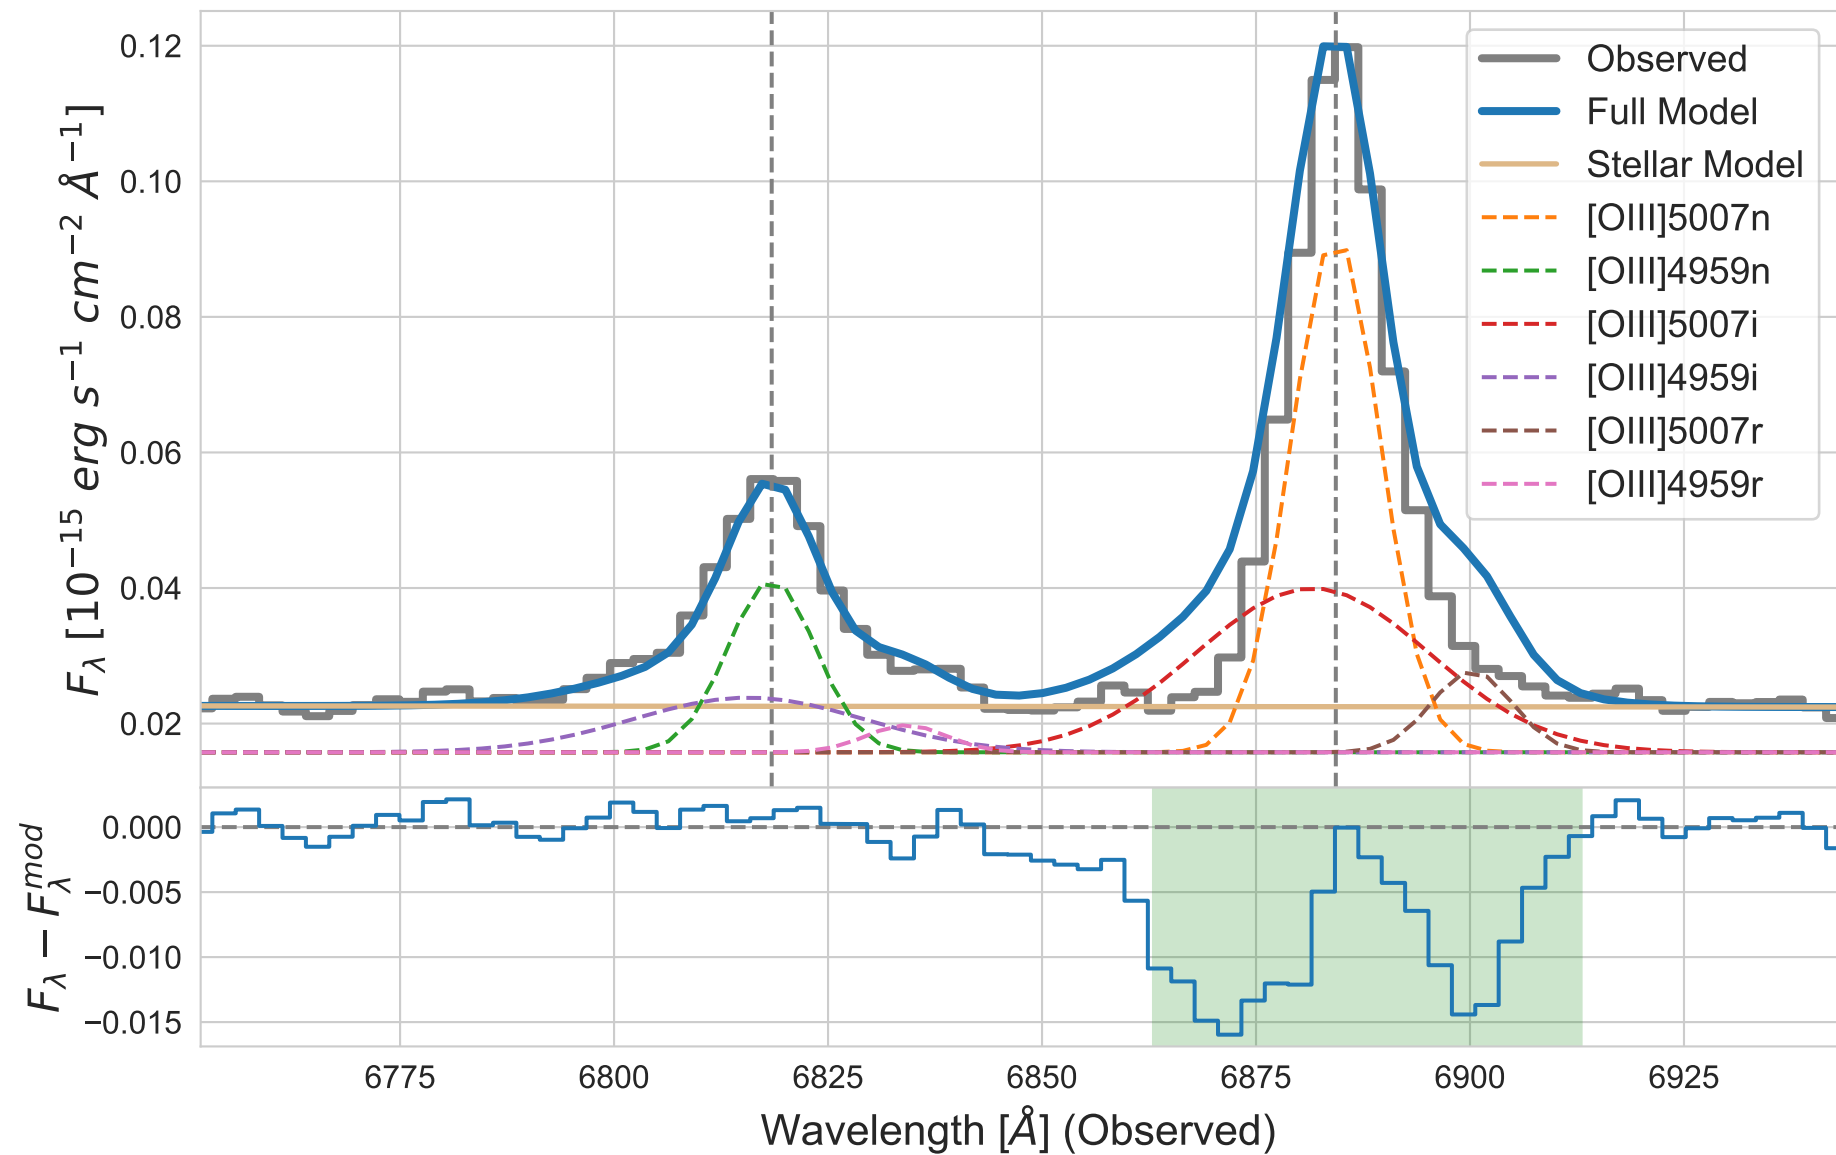 0.12
0.10
0.08
0.06
0.04
0.02
F_λ [10⁻¹⁵ erg s⁻¹ cm⁻² Å⁻¹]
Observed
Full Model
Stellar Model
[OIII]5007n
[OIII]4959n
[OIII]5007i
[OIII]4959i
[OIII]5007r
[OIII]4959r
0.000
−0.005
−0.010
−0.015
F_λ − F_λ^mod
6775 6800 6825 6850 6875 6900 6925
Wavelength [Å] (Observed)